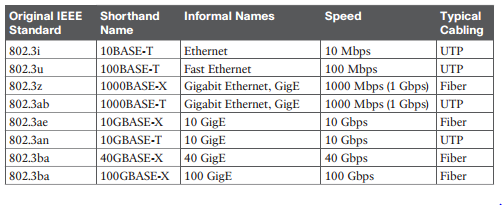 Original IEEE Standard Shorthand Name Informal Names Speed Typical Cabling
802.3i 10BASE-T Ethernet 10 Mbps UTP
802.3u 100BASE-T Fast Ethernet 100 Mbps UTP
802.3z 1000BASE-X Gigabit Ethernet, GigE 1000 Mbps (1 Gbps) Fiber
802.3ab 1000BASE-T Gigabit Ethernet, GigE 1000 Mbps (1 Gbps) UTP
802.3ae 10GBASE-X 10 GigE 10 Gbps Fiber
802.3an 10GBASE-T 10 GigE 10 Gbps UTP
802.3ba 40GBASE-X 40 GigE 40 Gbps Fiber
802.3ba 100GBASE-X 100 GigE 100 Gbps Fiber